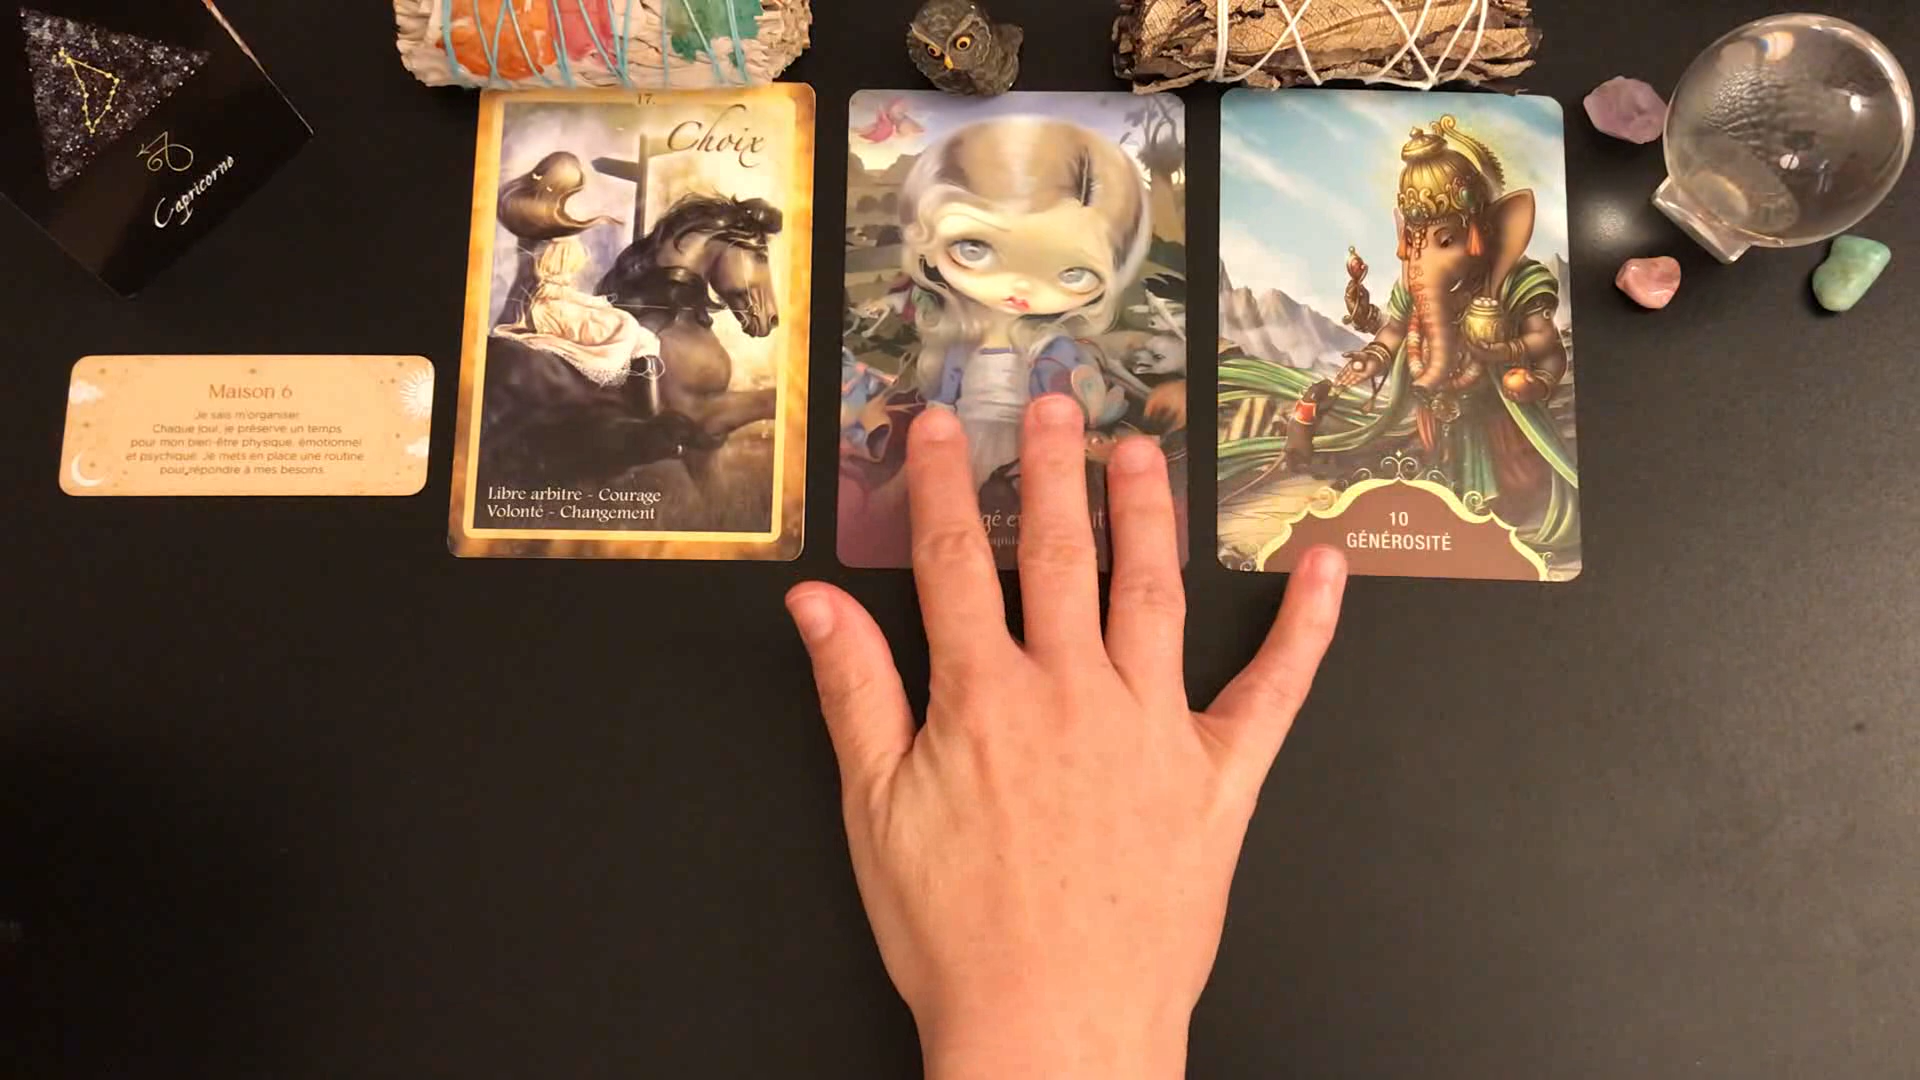 Capricorne
Maison 6
Je sais m'organiser.
Chaque jour, je préserve un temps
pour mon bien-être physique, émotionnel
et psychique. Je mets en place une routine
pour répondre à mes besoins.
17.
Choix
Libre arbitre - Courage
Volonté - Changement
10
GÉNÉROSITÉ